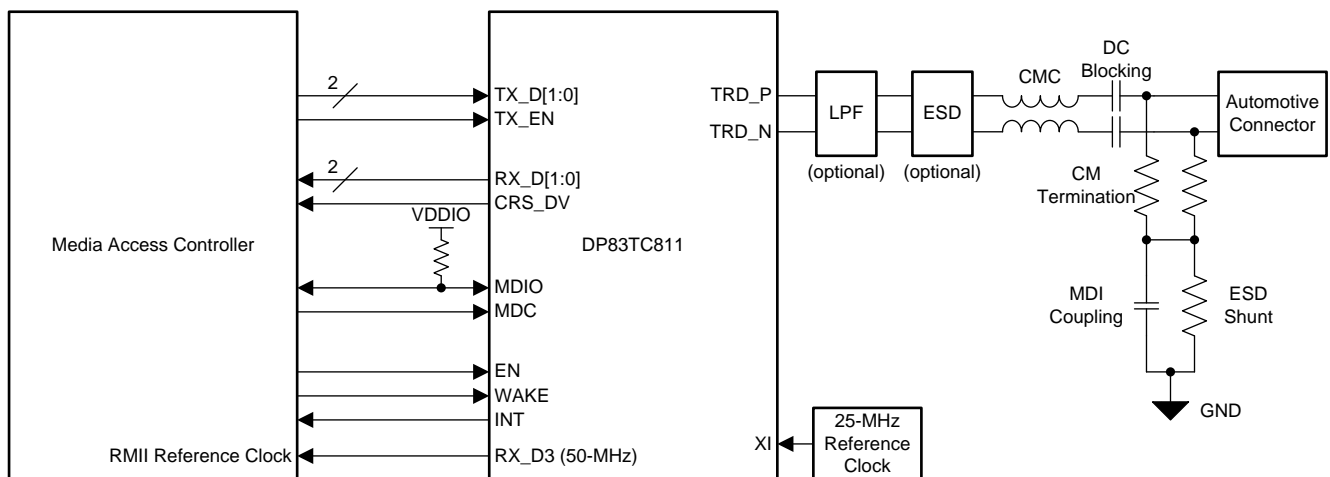 Media Access Controller
RMII Reference Clock
2
2
VDDIO
TX_D[1:0]
TX_EN
RX_D[1:0]
CRS_DV
MDIO
MDC
EN
WAKE
INT
RX_D3 (50-MHz)
DP83TC811
TRD_P
TRD_N
XI
25-MHz
Reference
Clock
LPF
(optional)
ESD
(optional)
CMC
DC
Blocking
Automotive
Connector
CM
Termination
MDI
Coupling
ESD
Shunt
GND